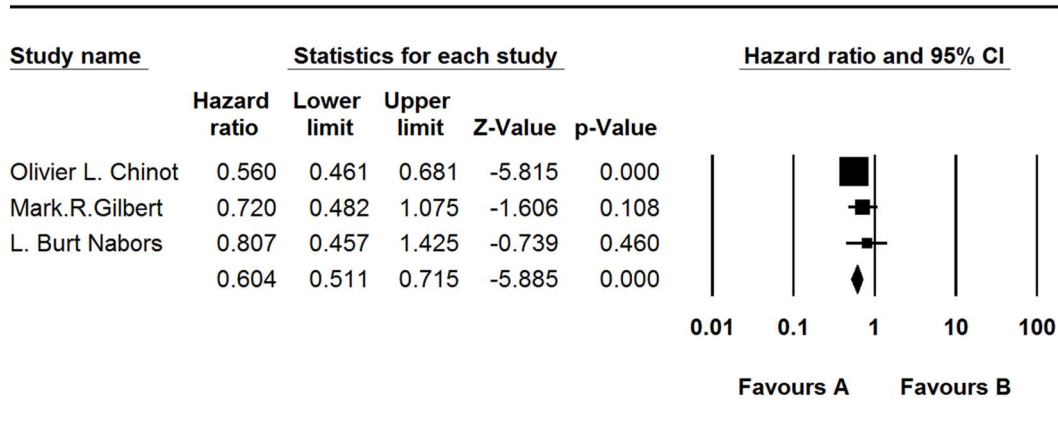 Study name Statistics for each study Hazard ratio and 95% CI
Hazard Lower Upper
ratio limit limit Z-Value p-Value
Olivier L. Chinot 0.560 0.461 0.681 -5.815 0.000
Mark.R.Gilbert 0.720 0.482 1.075 -1.606 0.108
L. Burt Nabors 0.807 0.457 1.425 -0.739 0.460
0.604 0.511 0.715 -5.885 0.000
0.01 0.1 1 10 100
Favours A Favours B